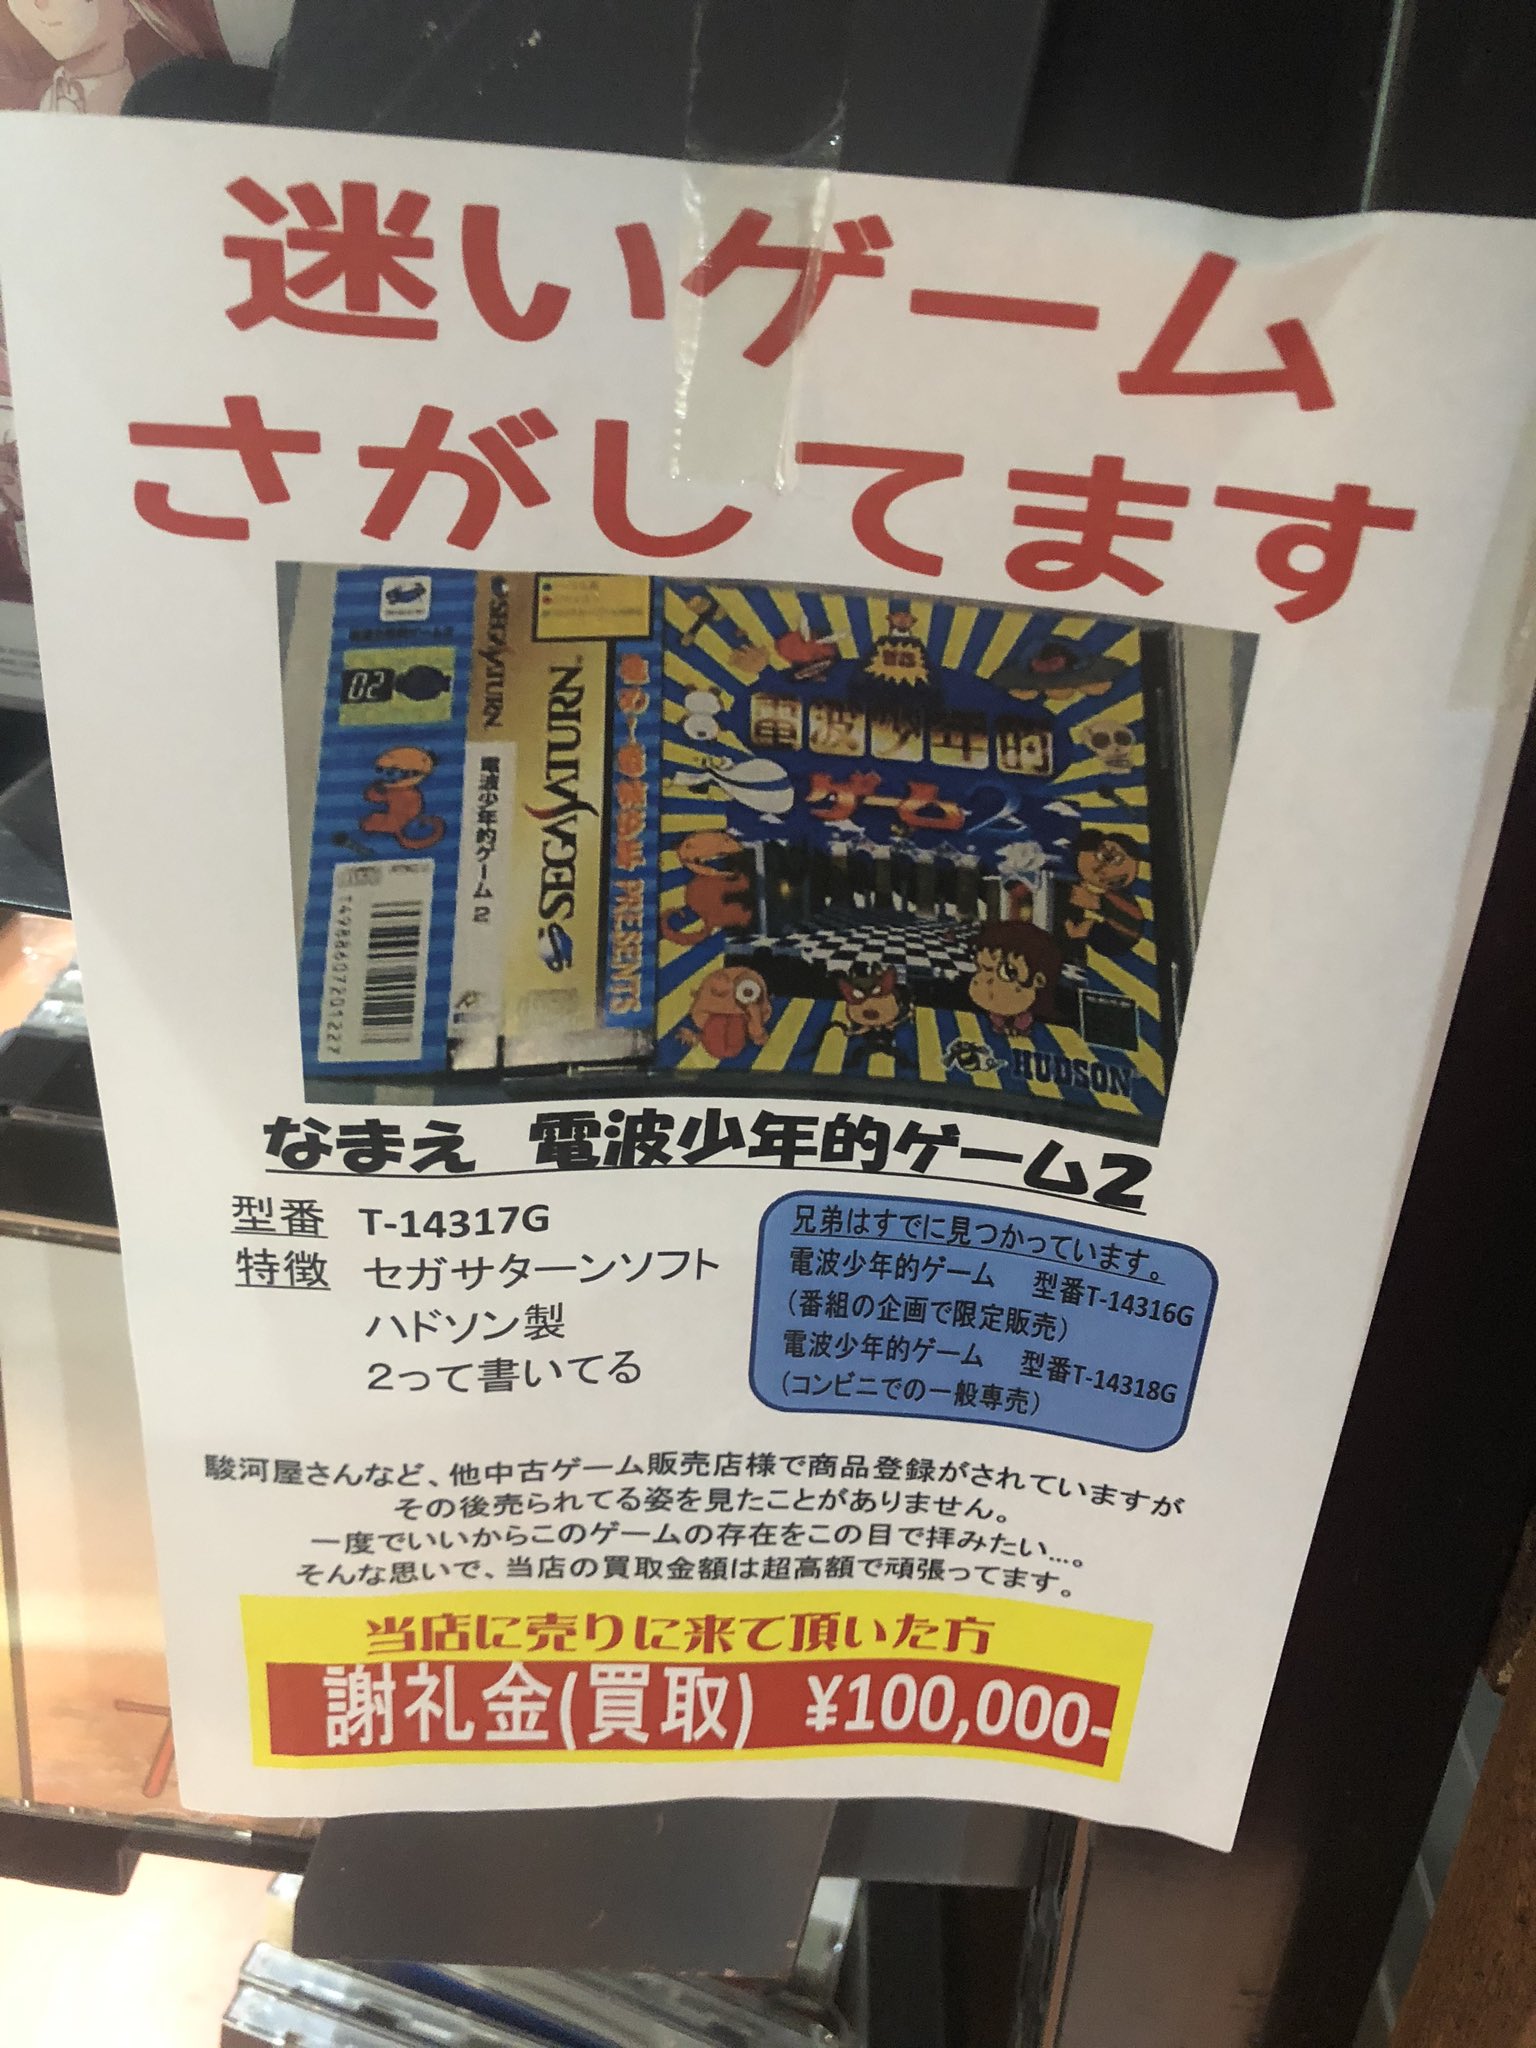 迷いゲーム
さがしてます
電波少年的ゲーム2
02
T4988607201227
SEGA SATURN
電波少年的ゲーム 2
SEGA SATURN™
PRESENTS
電波少年的
ゲーム2
HUDSON
なまえ 電波少年的ゲーム2
型番 T-14317G
特徴 セガサターンソフト
ハドソン製
2って書いてる
兄弟はすでに見つかっています。
電波少年的ゲーム 型番T-14316G
(番組の企画で限定販売)
電波少年的ゲーム 型番T-14318G
(コンビニでの一般専売)
駿河屋さんなど、他中古ゲーム販売店様で商品登録がされていますが
その後売られてる姿を見たことがありません。
一度でいいからこのゲームの存在をこの目で拝みたい…。
そんな思いで、当店の買取金額は超高額で頑張ってます。
当店に売りに来て頂いた方
謝礼金(買取) ¥100,000-